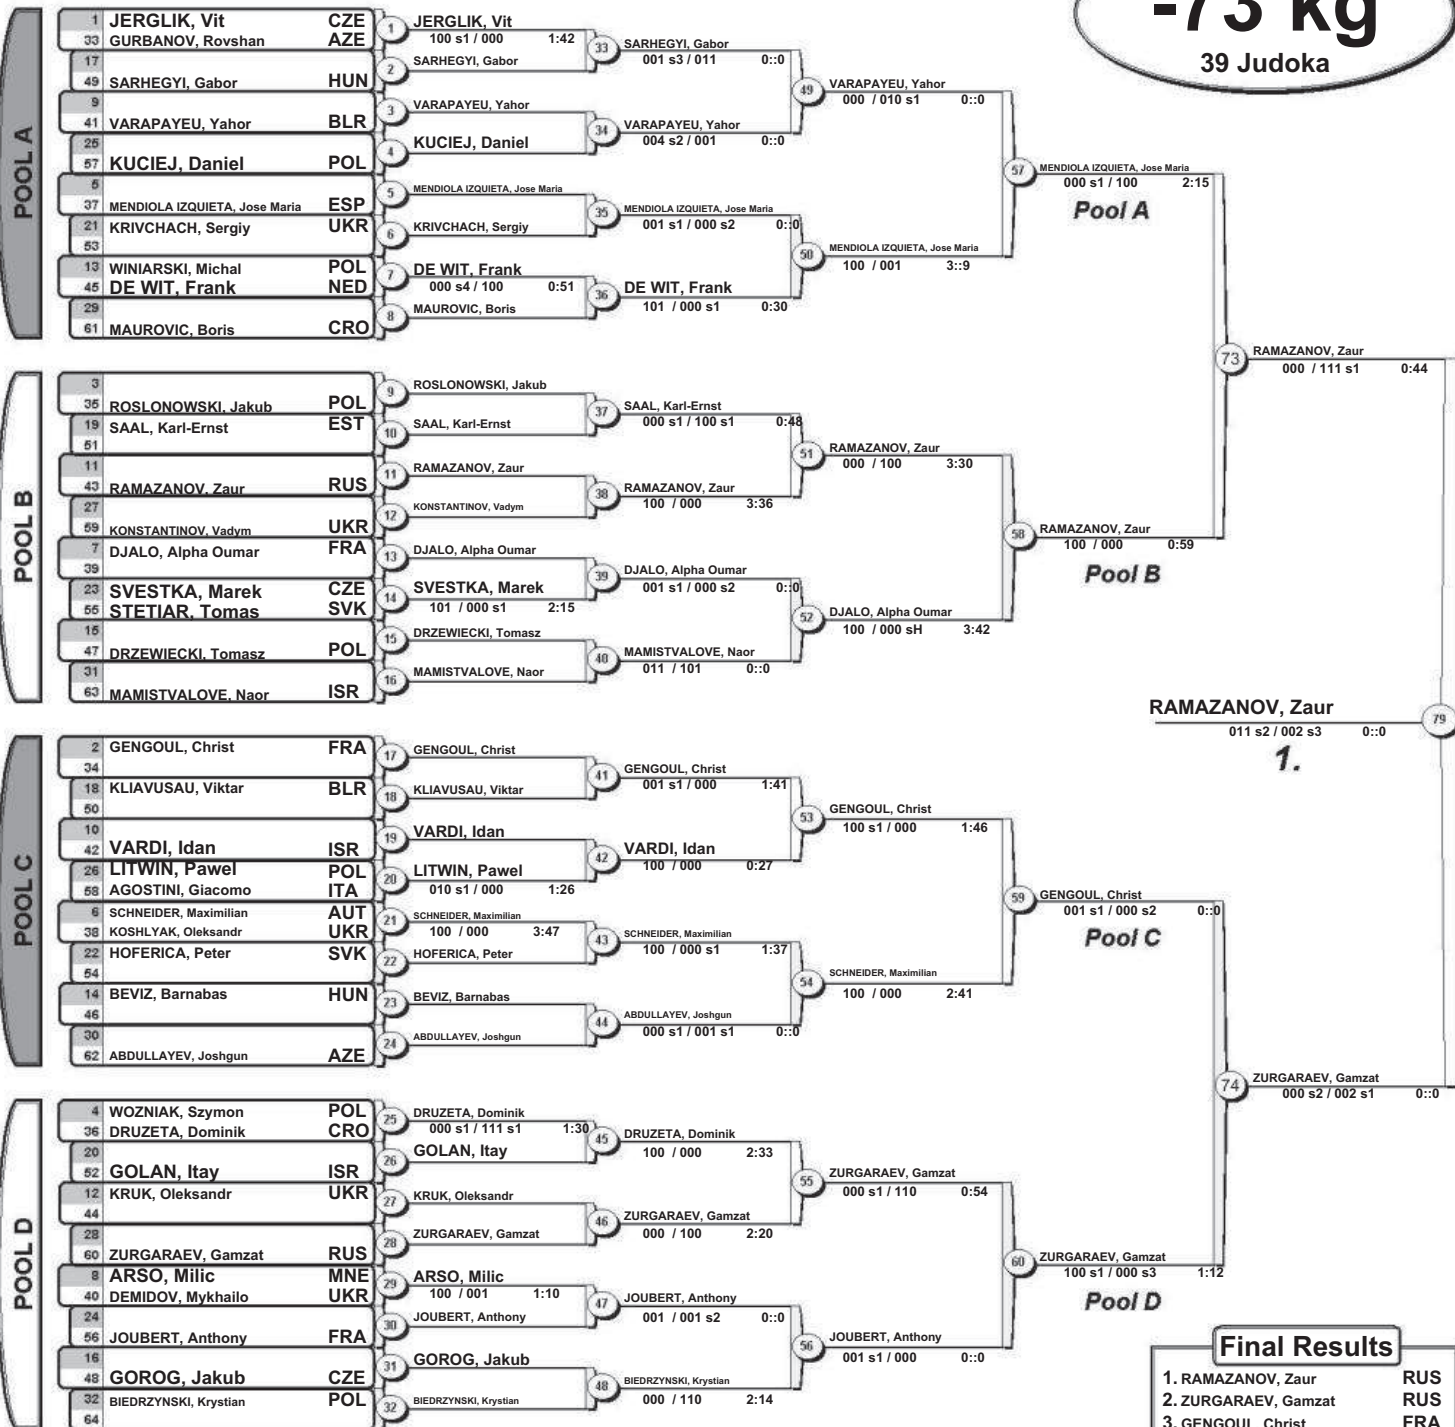 -73 kg
39 Judoka
POOL A
1 JERGLIK, Vit CZE
33 GURBANOV, Rovshan AZE
17
49 SARHEGYI, Gabor HUN
9
41 VARAPAYEU, Yahor BLR
25
57 KUCIEJ, Daniel POL
5
37 MENDIOLA IZQUIETA, Jose Maria ESP
21 KRIVCHACH, Sergiy UKR
53
13 WINIARSKI, Michal POL
45 DE WIT, Frank NED
29
61 MAUROVIC, Boris CRO
1 JERGLIK, Vit
100 s1 / 000 1:42
2 SARHEGYI, Gabor
3 VARAPAYEU, Yahor
4 KUCIEJ, Daniel
5 MENDIOLA IZQUIETA, Jose Maria
6 KRIVCHACH, Sergiy
7 DE WIT, Frank
000 s4 / 100 0:51
8 MAUROVIC, Boris
33 SARHEGYI, Gabor
001 s3 / 011 0::0
34 VARAPAYEU, Yahor
004 s2 / 001 0::0
35 MENDIOLA IZQUIETA, Jose Maria
001 s1 / 000 s2 0::0
36 DE WIT, Frank
101 / 000 s1 0:30
49 VARAPAYEU, Yahor
000 / 010 s1 0::0
50 MENDIOLA IZQUIETA, Jose Maria
100 / 001 3::9
57 MENDIOLA IZQUIETA, Jose Maria
000 s1 / 100 2:15
Pool A
POOL B
3
35 ROSLONOWSKI, Jakub POL
19 SAAL, Karl-Ernst EST
51
11
43 RAMAZANOV, Zaur RUS
27
59 KONSTANTINOV, Vadym UKR
7 DJALO, Alpha Oumar FRA
39
23 SVESTKA, Marek CZE
55 STETIAR, Tomas SVK
15
47 DRZEWIECKI, Tomasz POL
31
63 MAMISTVALOVE, Naor ISR
9 ROSLONOWSKI, Jakub
10 SAAL, Karl-Ernst
11 RAMAZANOV, Zaur
12 KONSTANTINOV, Vadym
13 DJALO, Alpha Oumar
14 SVESTKA, Marek
101 / 000 s1 2:15
15 DRZEWIECKI, Tomasz
16 MAMISTVALOVE, Naor
37 SAAL, Karl-Ernst
000 s1 / 100 s1 0:48
38 RAMAZANOV, Zaur
100 / 000 3:36
39 DJALO, Alpha Oumar
001 s1 / 000 s2 0::0
40 MAMISTVALOVE, Naor
011 / 101 0::0
51 RAMAZANOV, Zaur
000 / 100 3:30
52 DJALO, Alpha Oumar
100 / 000 sH 3:42
58 RAMAZANOV, Zaur
100 / 000 0:59
Pool B
73 RAMAZANOV, Zaur
000 / 111 s1 0:44
RAMAZANOV, Zaur 79
011 s2 / 002 s3 0::0
1.
POOL C
2 GENGOUL, Christ FRA
34
18 KLIAVUSAU, Viktar BLR
50
10
42 VARDI, Idan ISR
26 LITWIN, Pawel POL
58 AGOSTINI, Giacomo ITA
6 SCHNEIDER, Maximilian AUT
38 KOSHLYAK, Oleksandr UKR
22 HOFERICA, Peter SVK
54
14 BEVIZ, Barnabas HUN
46
30
62 ABDULLAYEV, Joshgun AZE
17 GENGOUL, Christ
18 KLIAVUSAU, Viktar
19 VARDI, Idan
20 LITWIN, Pawel
010 s1 / 000 1:26
21 SCHNEIDER, Maximilian
100 / 000 3:47
22 HOFERICA, Peter
23 BEVIZ, Barnabas
24 ABDULLAYEV, Joshgun
41 GENGOUL, Christ
001 s1 / 000 1:41
42 VARDI, Idan
100 / 000 0:27
43 SCHNEIDER, Maximilian
100 / 000 s1 1:37
44 ABDULLAYEV, Joshgun
000 s1 / 001 s1 0::0
53 GENGOUL, Christ
100 s1 / 000 1:46
54 SCHNEIDER, Maximilian
100 / 000 2:41
59 GENGOUL, Christ
001 s1 / 000 s2 0::0
Pool C
POOL D
4 WOZNIAK, Szymon POL
36 DRUZETA, Dominik CRO
20
52 GOLAN, Itay ISR
12 KRUK, Oleksandr UKR
44
28
60 ZURGARAEV, Gamzat RUS
8 ARSO, Milic MNE
40 DEMIDOV, Mykhailo UKR
24
56 JOUBERT, Anthony FRA
16
48 GOROG, Jakub CZE
32 BIEDRZYNSKI, Krystian POL
64
25 DRUZETA, Dominik
000 s1 / 111 s1 1:30
26 GOLAN, Itay
27 KRUK, Oleksandr
28 ZURGARAEV, Gamzat
29 ARSO, Milic
100 / 001 1:10
30 JOUBERT, Anthony
31 GOROG, Jakub
32 BIEDRZYNSKI, Krystian
45 DRUZETA, Dominik
100 / 000 2:33
46 ZURGARAEV, Gamzat
000 / 100 2:20
47 JOUBERT, Anthony
001 / 001 s2 0::0
48 BIEDRZYNSKI, Krystian
000 / 110 2:14
55 ZURGARAEV, Gamzat
000 s1 / 110 0:54
56 JOUBERT, Anthony
001 s1 / 000 0::0
60 ZURGARAEV, Gamzat
100 s1 / 000 s3 1:12
Pool D
74 ZURGARAEV, Gamzat
000 s2 / 002 s1 0::0
Final Results
1. RAMAZANOV, Zaur RUS
2. ZURGARAEV, Gamzat RUS
3. GENGOUL, Christ FRA